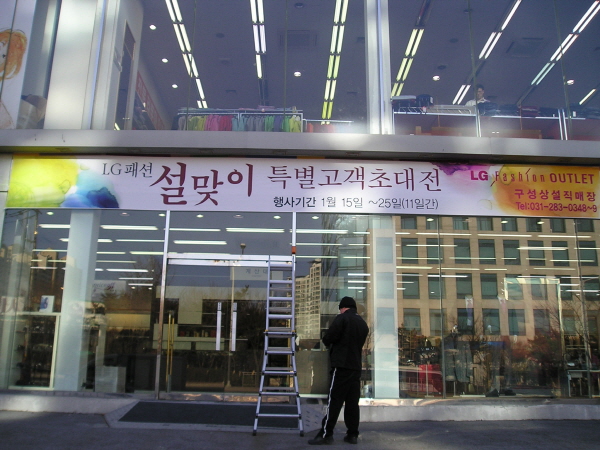 LG패션 설맞이 특별고객초대전
행사기간 1월 15일 ~25일(11일간)
LG Fashion OUTLET
구성상설직매장
Tel:031-283-0348~9